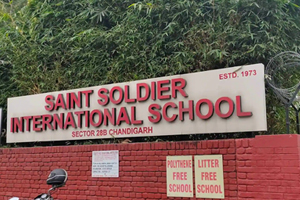 ESTD. 1973
SAINT SOLDIER
INTERNATIONAL SCHOOL
SECTOR 28B CHANDIGARH
POLYTHENE
FREE
SCHOOL
LITTER
FREE
SCHOOL